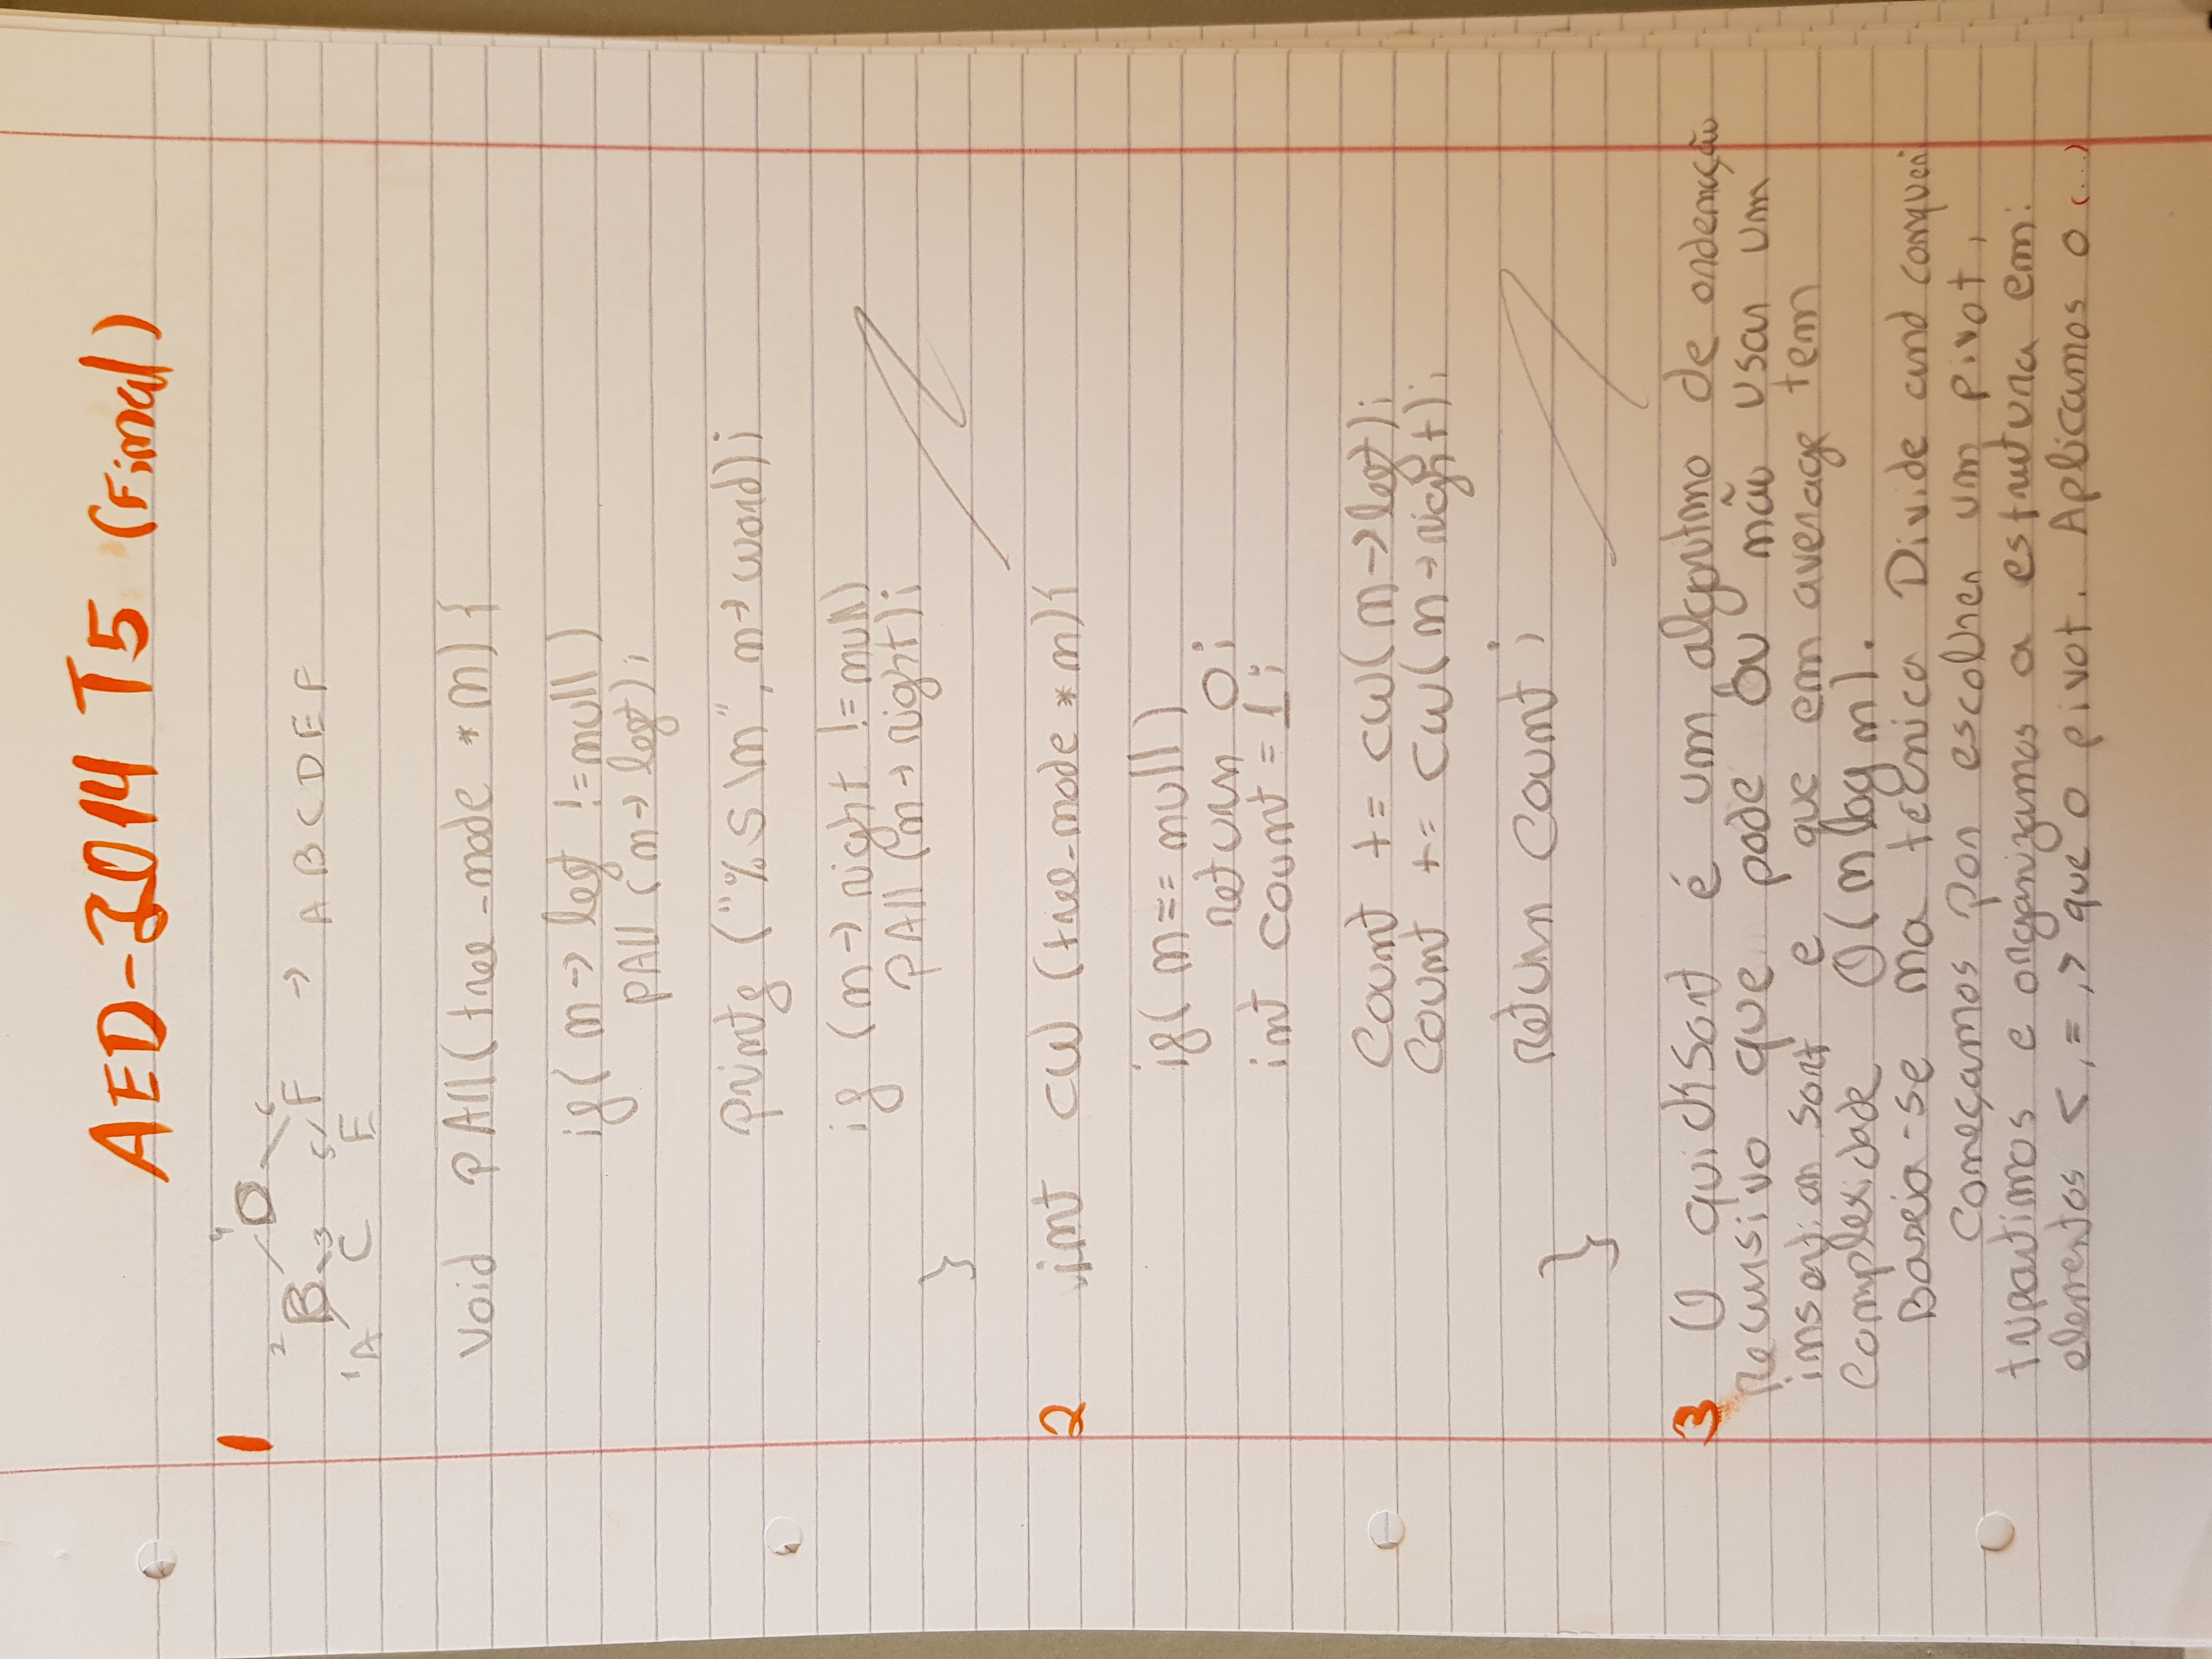 AED-2014 T5 (Final)
1
4
D
2 6
B F → A B C D E F
3 5
1 A C E
void pAll(tree_node *n){
if( n→ left != null )
pAll (n→ left);
printf ("%s\n", n→ word);
if (n→ right != null)
pAll (n→ right);
}
2 int cw (tree_node *n){
if( n== null )
return 0;
int count = 1;
count += cw( n→left);
count += cw( n→right);
return count;
}
3 O quickSort é um algoritmo de ordenação
recursivo que pode ou não usar um
insertion sort e que em average tem
complexidade O(n log n).
Baseia-se na técnica Divide and conquer
Começamos por escolher um pivot,
tripartimos e organizamos a estrutura em:
elementos <, =, > que o pivot. Aplicamos o (...)